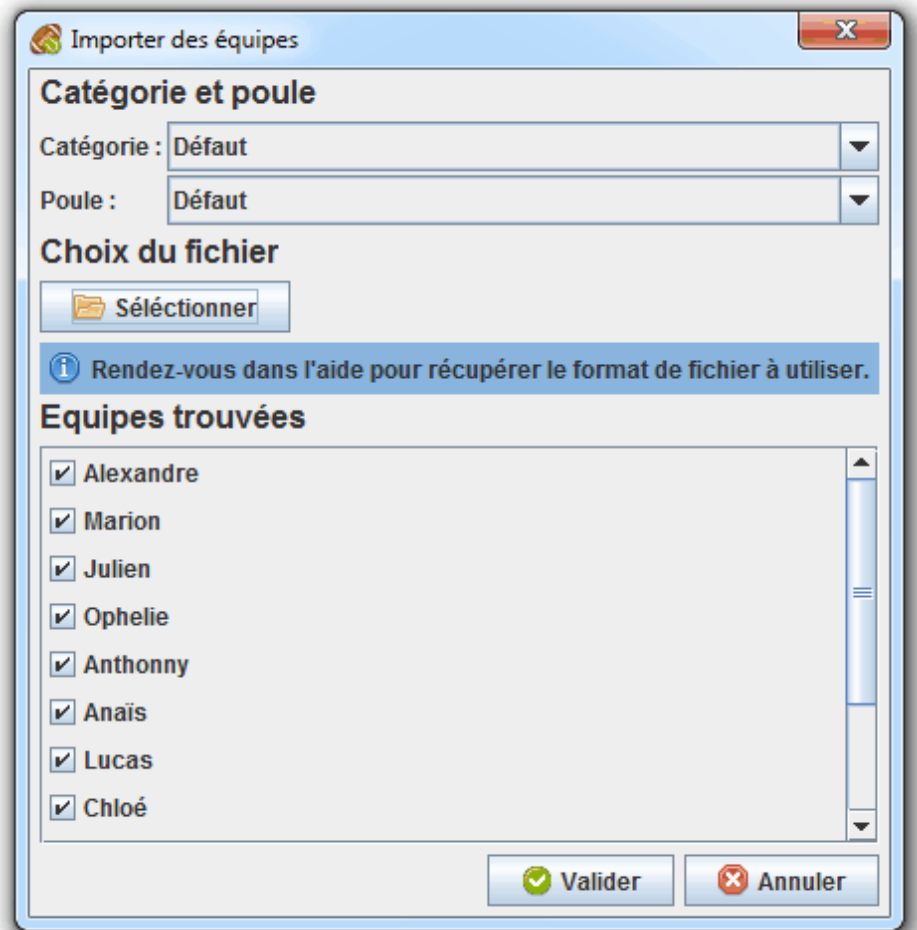 Importer des équipes
Catégorie et poule
Catégorie : Défaut
Poule : Défaut
Choix du fichier
Séléctionner
Rendez-vous dans l'aide pour récupérer le format de fichier à utiliser.
Equipes trouvées
Alexandre
Marion
Julien
Ophelie
Anthonny
Anaïs
Lucas
Chloé
Valider Annuler